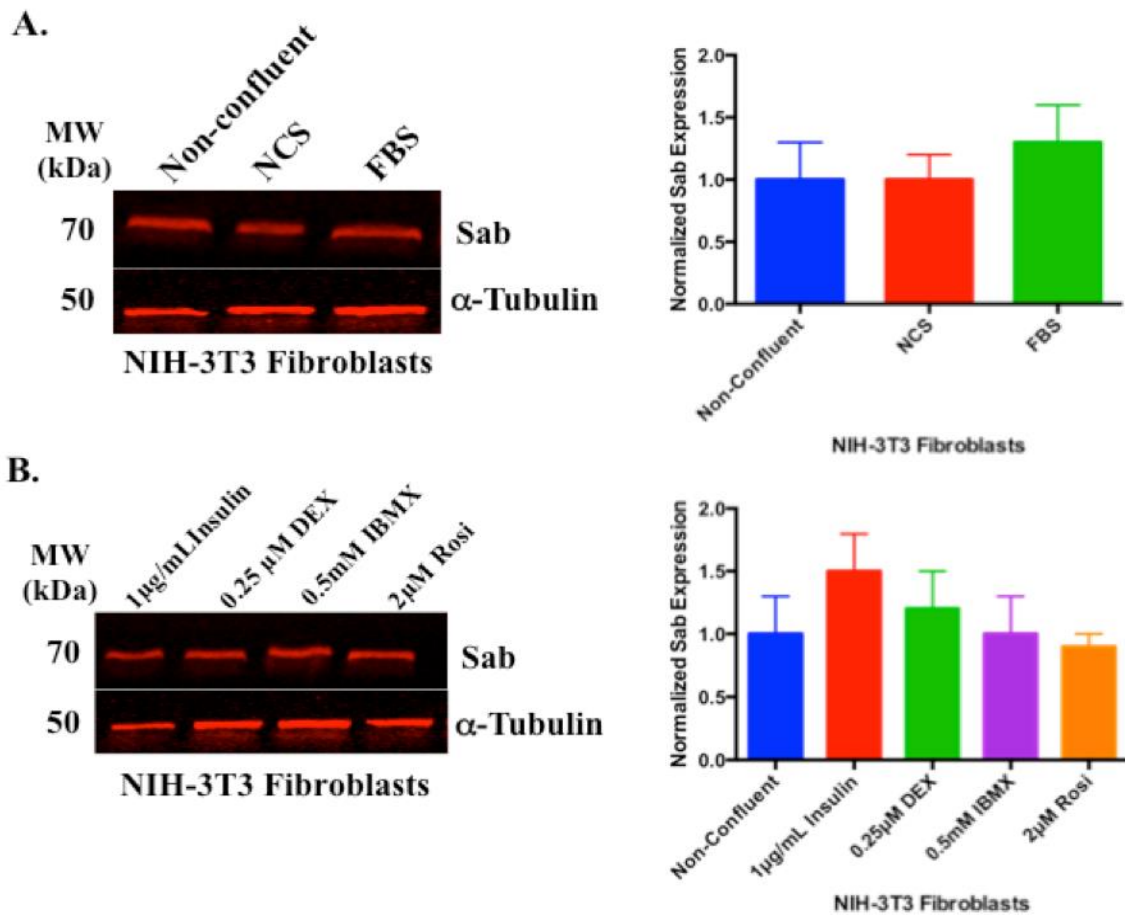 A.
MW
(kDa)
Non-confluent
NCS
FBS
70
Sab
50
α-Tubulin
NIH-3T3 Fibroblasts
Normalized Sab Expression
2.0
1.5
1.0
0.5
0.0
Non-Confluent
NCS
FBS
NIH-3T3 Fibroblasts
B.
MW
(kDa)
1µg/mLInsulin
0.25 µM DEX
0.5mM IBMX
2µM Rosi
70
Sab
50
α-Tubulin
NIH-3T3 Fibroblasts
Normalized Sab Expression
2.0
1.5
1.0
0.5
0.0
Non-Confluent
1µg/mL Insulin
0.25µM DEX
0.5mM IBMX
2µM Rosi
NIH-3T3 Fibroblasts